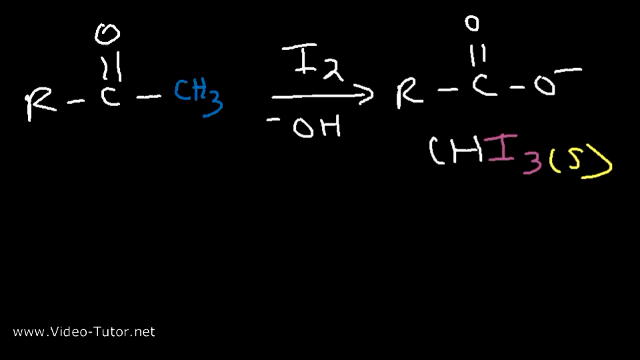 O O
R - C - CH3 I2 R - C - O-
-OH
CHI3(s)
www.Video-Tutor.net